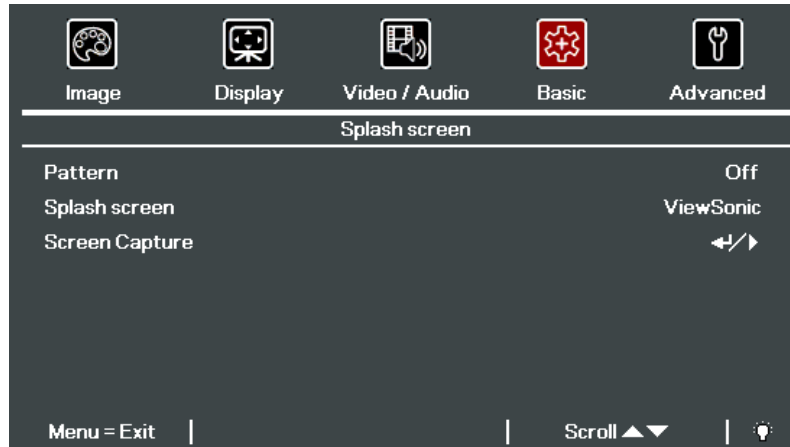 Image Display Video / Audio Basic Advanced
Splash screen
Pattern Off
Splash screen ViewSonic
Screen Capture
Menu = Exit Scroll